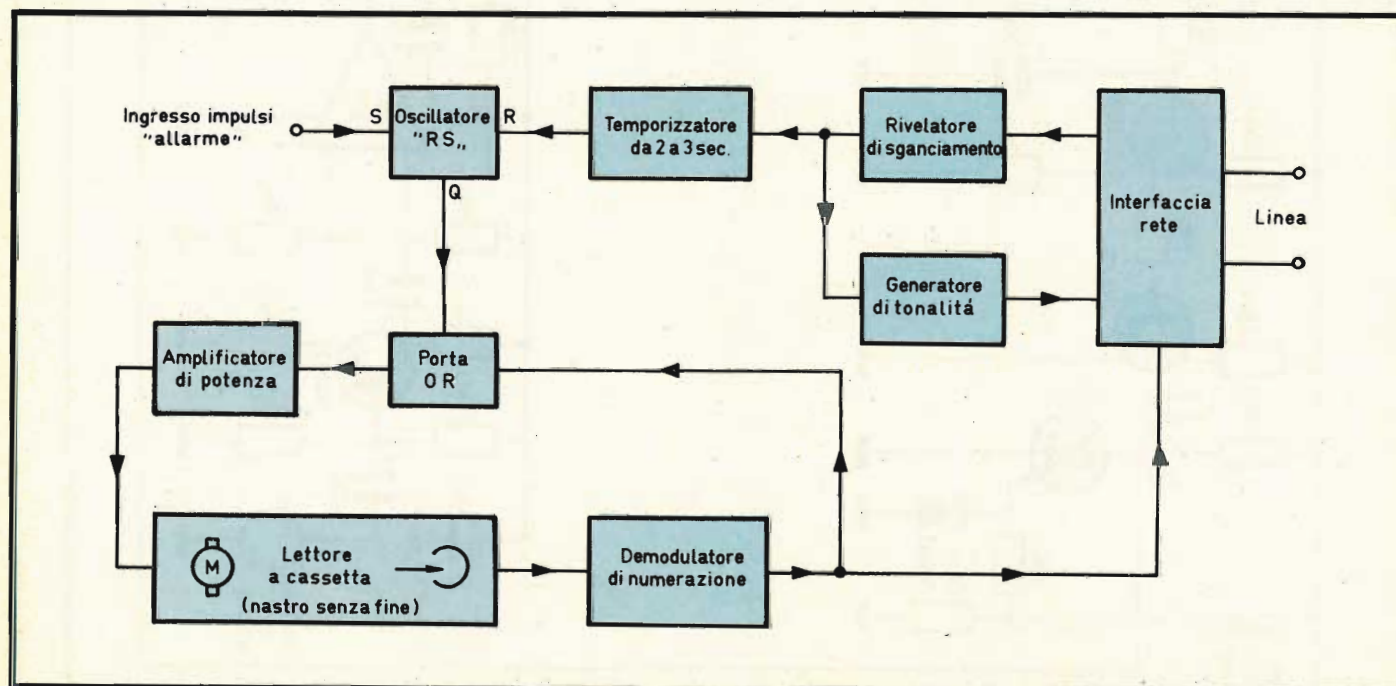 Ingresso impulsi
"allarme"
S
Oscillatore
"RS„
R
Q
Temporizzatore
da 2 a 3 sec.
Rivelatore
di sganciamento
Generatore
di tonalitá
Interfaccia
rete
Linea
Amplificatore
di potenza
Porta
OR
M
Lettore
a cassetta
(nastro senza fine)
Demodulatore
di numerazione